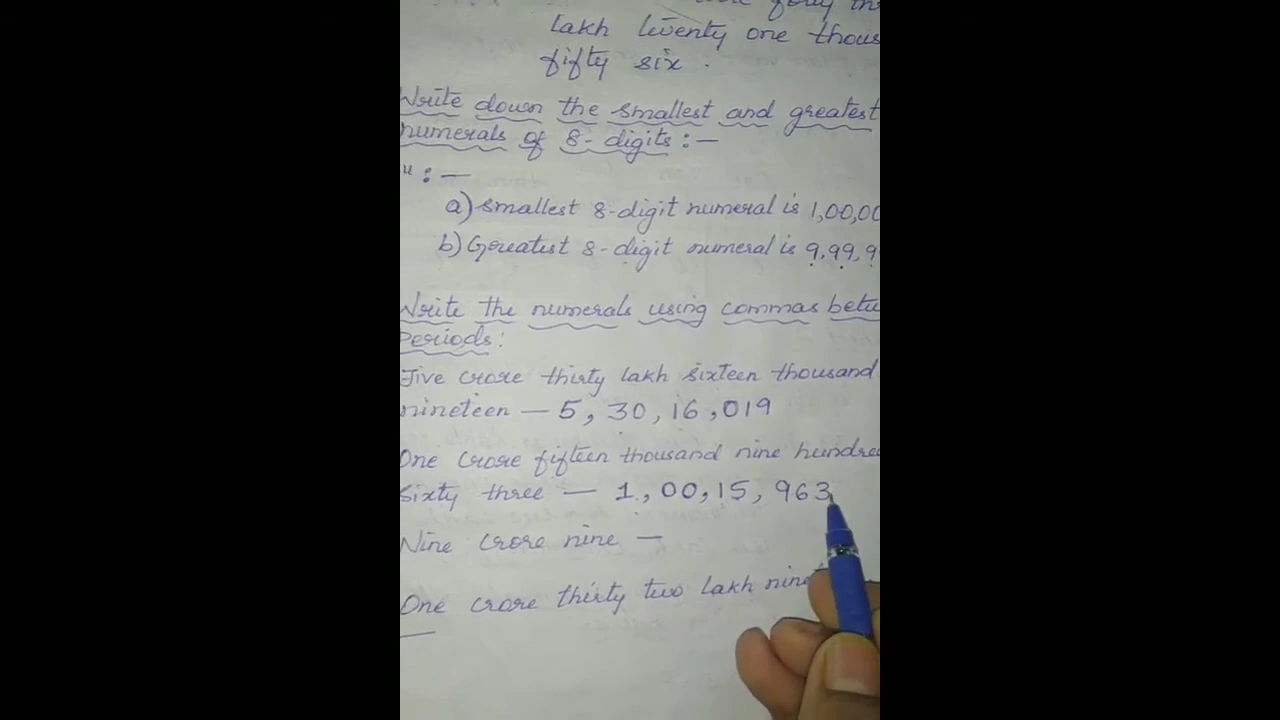 lakh twenty one thous
fifty six.
Write down the smallest and greatest
numerals of 8-digits:-
":-
a) Smallest 8-digit numeral is 1,00,00
b) Greatest 8-digit numeral is 9,99,9
Write the numerals using commas betw
periods:
Five crore thirty lakh sixteen thousand
nineteen — 5, 30, 16, 019
One crore fifteen thousand nine hundred
sixty three — 1, 00, 15, 963
Nine crore nine —
One crore thirty two lakh ninet
—